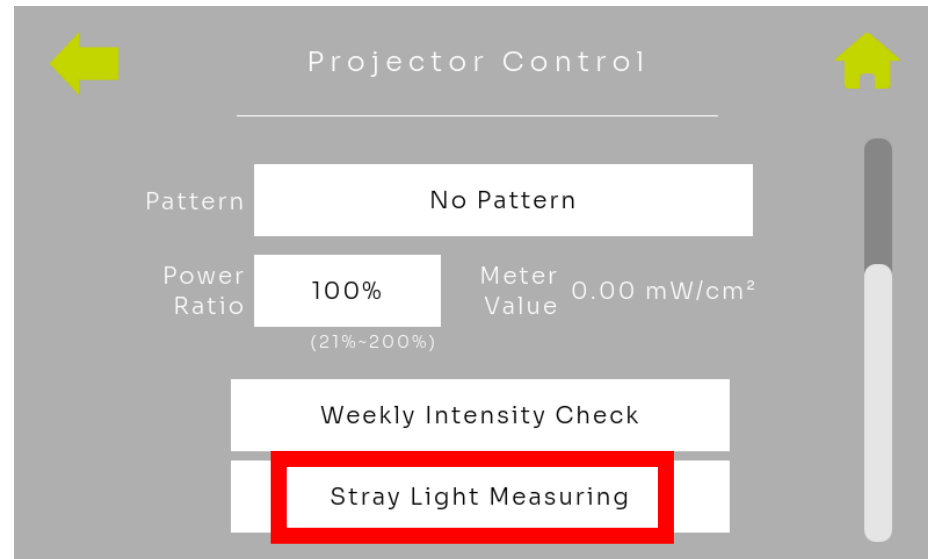 Projector Control
Pattern No Pattern
Power Ratio 100% Meter Value 0.00 mW/cm²
(21%~200%)
Weekly Intensity Check
Stray Light Measuring